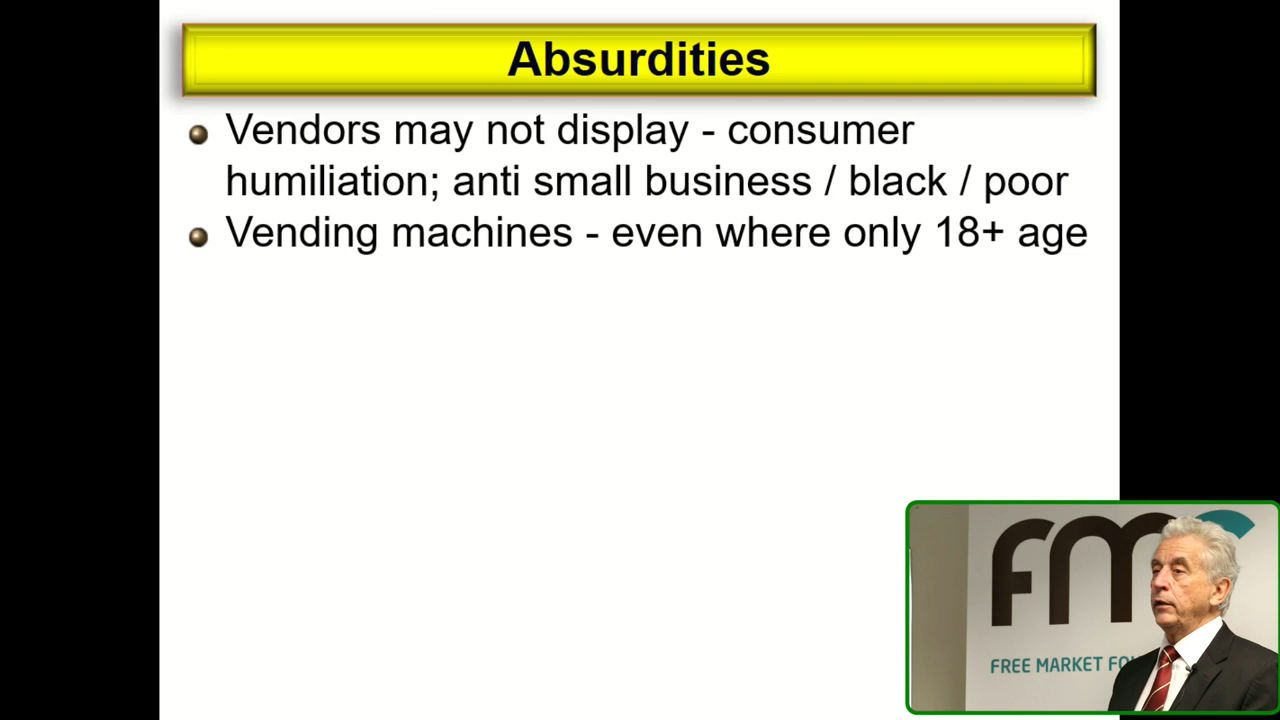 Absurdities
Vendors may not display - consumer
humiliation; anti small business / black / poor
Vending machines - even where only 18+ age
fm
FREE MARKET FO